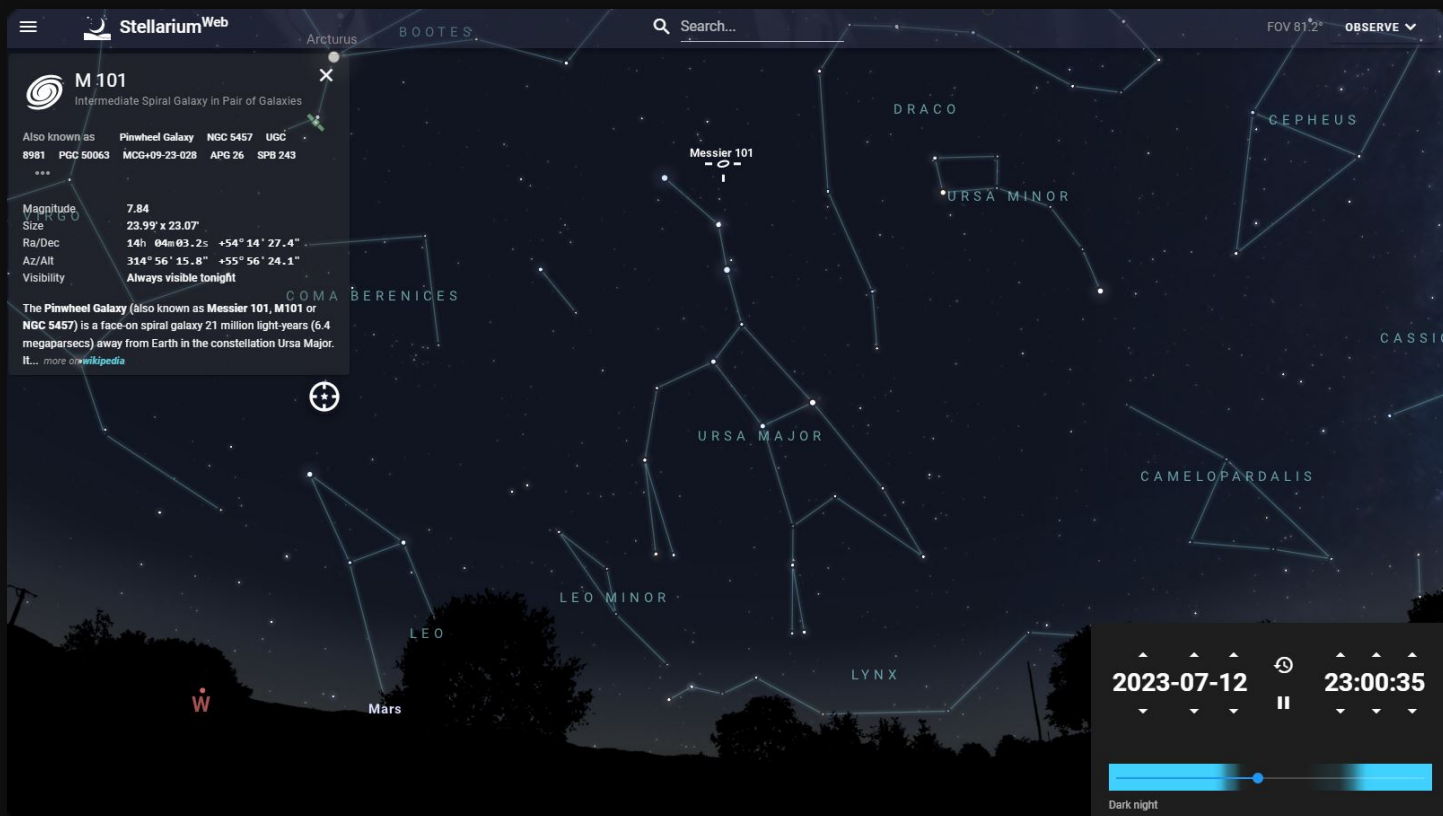 StellariumWeb
Search...
FOV 81.2°
OBSERVE
Arcturus
BOOTES
M 101
Intermediate Spiral Galaxy in Pair of Galaxies
Also known as Pinwheel Galaxy NGC 5457 UGC
8981 PGC 50063 MCG+09-23-028 APG 26 SPB 243
•••
Magnitude 7.84
Size 23.99' x 23.07'
Ra/Dec 14h 04m 03.2s +54° 14' 27.4"
Az/Alt 314° 56' 15.8" +55° 56' 24.1"
Visibility Always visible tonight
The Pinwheel Galaxy (also known as Messier 101, M101 or
NGC 5457) is a face-on spiral galaxy 21 million light-years (6.4
megaparsecs) away from Earth in the constellation Ursa Major.
It... more on wikipedia
VIRGO
COMA BERENICES
DRACO
CEPHEUS
Messier 101
URSA MINOR
CASSIO
URSA MAJOR
CAMELOPARDALIS
LEO MINOR
LEO
LYNX
W
Mars
2023-07-12
23:00:35
Dark night